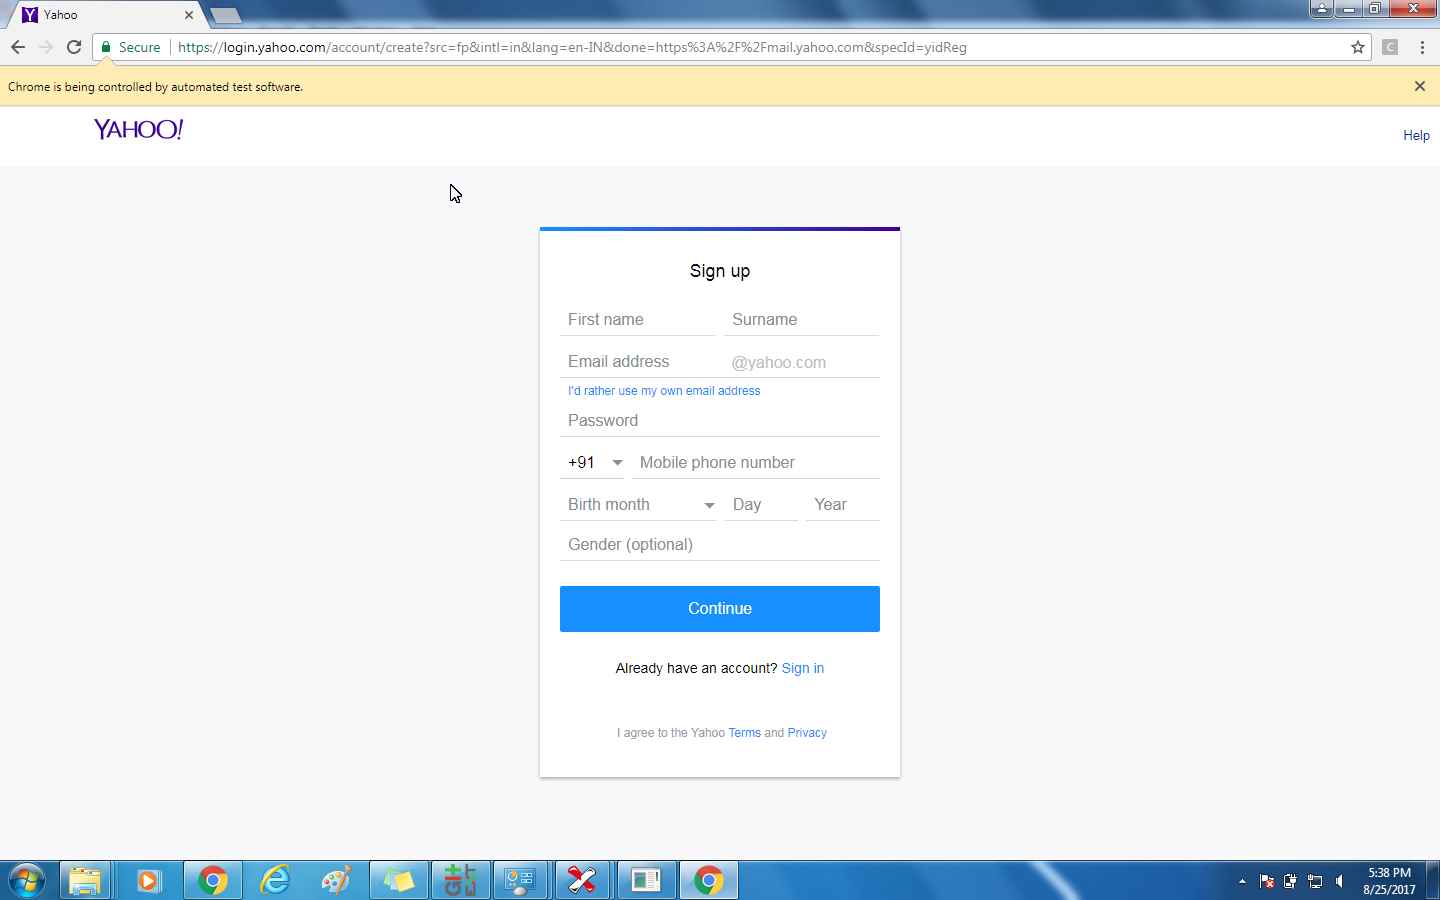 Yahoo
Secure https://login.yahoo.com/account/create?src=fp&intl=in&lang=en-IN&done=https%3A%2F%2Fmail.yahoo.com&specId=yidReg
C
Chrome is being controlled by automated test software.
YAHOO!
Help
Sign up
First name Surname
Email address @yahoo.com
I'd rather use my own email address
Password
+91 Mobile phone number
Birth month Day Year
Gender (optional)
Continue
Already have an account? Sign in
I agree to the Yahoo Terms and Privacy
GIT
5:38 PM
8/25/2017